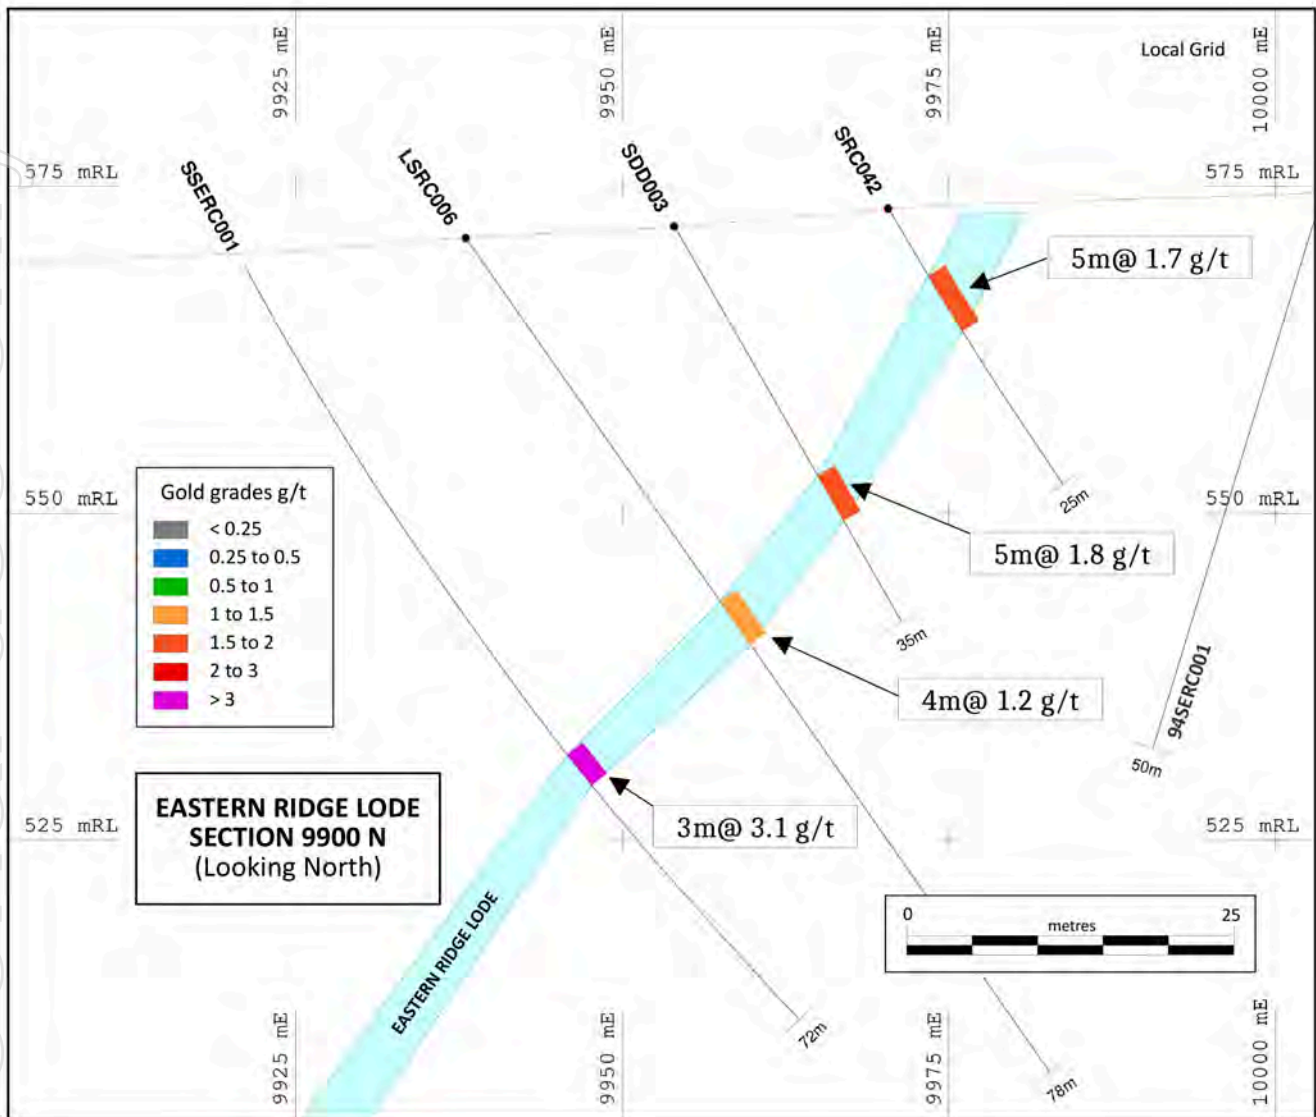 9925 mE
9950 mE
9975 mE
10000 mE
Local Grid
575 mRL
575 mRL
SSERC001
LSRC006
SDD003
SRC042
5m@ 1.7 g/t
Gold grades g/t
< 0.25
0.25 to 0.5
0.5 to 1
1 to 1.5
1.5 to 2
2 to 3
> 3
550 mRL
550 mRL
25m
5m@ 1.8 g/t
35m
4m@ 1.2 g/t
94SERC001
50m
EASTERN RIDGE LODE
SECTION 9900 N
(Looking North)
3m@ 3.1 g/t
525 mRL
525 mRL
EASTERN RIDGE LODE
0
25
metres
72m
78m
9925 mE
9950 mE
9975 mE
10000 mE